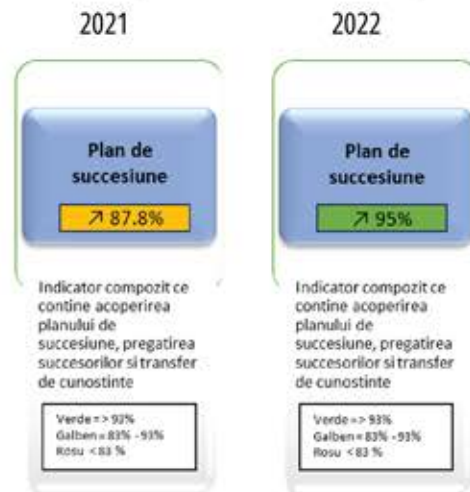 2021
Plan de
succesiune
↗ 87.8%
Indicator compozit ce
contine acoperirea
planului de
succesiune, pregatirea
succesorilor si transfer
de cunostinte
Verde => 93%
Galben = 83% - 93%
Rosu < 83 %
2022
Plan de
succesiune
↗ 95%
Indicator compozit ce
contine acoperirea
planului de
succesiune, pregatirea
succesorilor si transfer
de cunostinte
Verde => 93%
Galben = 83% - 93%
Rosu < 83 %